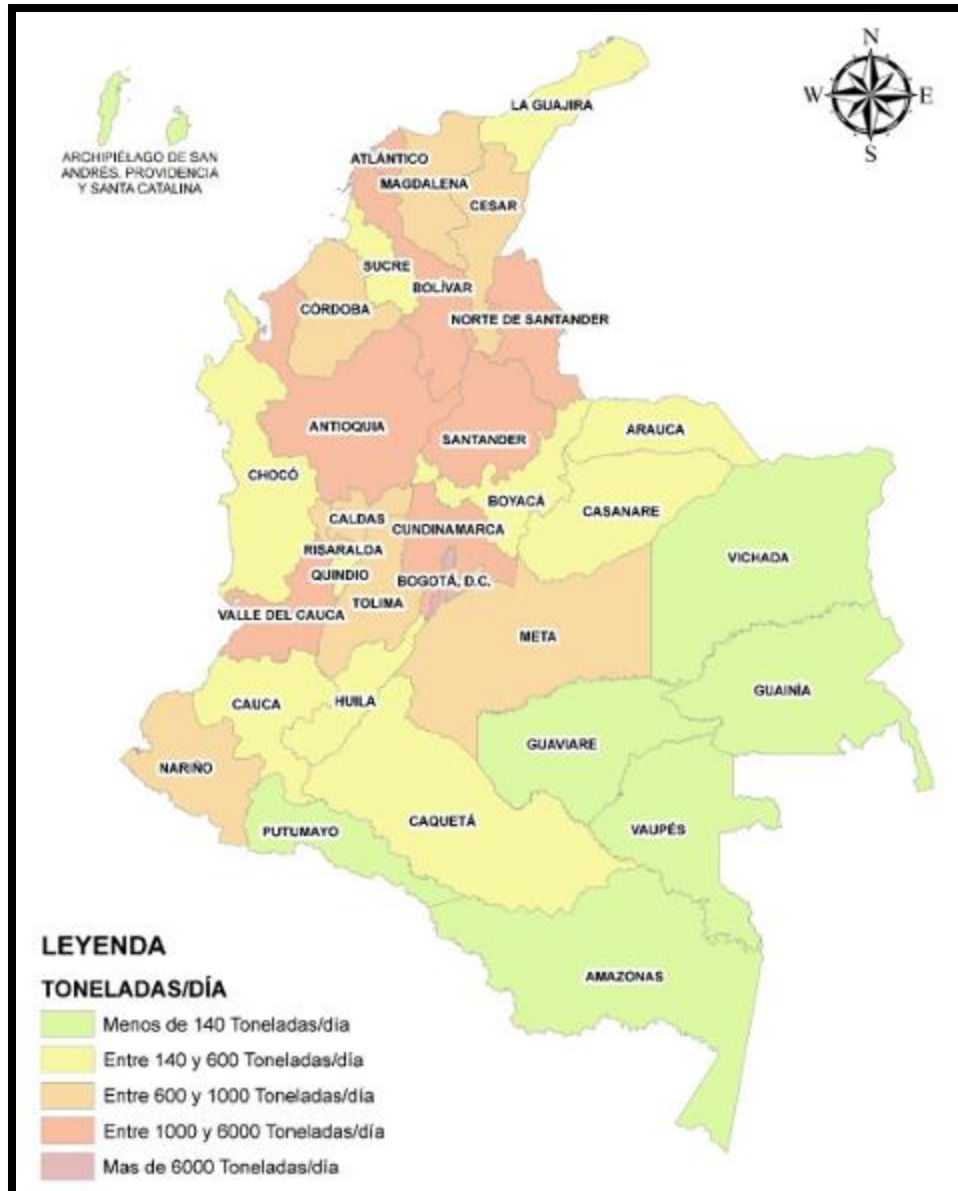 N
W
E
S
ARCHIPIÉLAGO DE SAN
ANDRÉS, PROVIDENCIA
Y SANTA CATALINA
LA GUAJIRA
ATLÁNTICO
MAGDALENA
CESAR
SUCRE
BOLÍVAR
CÓRDOBA
NORTE DE SANTANDER
ANTIOQUIA
SANTANDER
ARAUCA
CHOCÓ
BOYACÁ
CASANARE
CALDAS
CUNDINAMARCA
RISARALDA
VICHADA
QUINDIO
BOGOTÁ, D.C.
TOLIMA
VALLE DEL CAUCA
META
GUAINÍA
CAUCA
HUILA
GUAVIARE
NARIÑO
CAQUETÁ
VAUPÉS
PUTUMAYO
AMAZONAS
LEYENDA
TONELADAS/DÍA
Menos de 140 Toneladas/día
Entre 140 y 600 Toneladas/día
Entre 600 y 1000 Toneladas/día
Entre 1000 y 6000 Toneladas/día
Mas de 6000 Toneladas/día